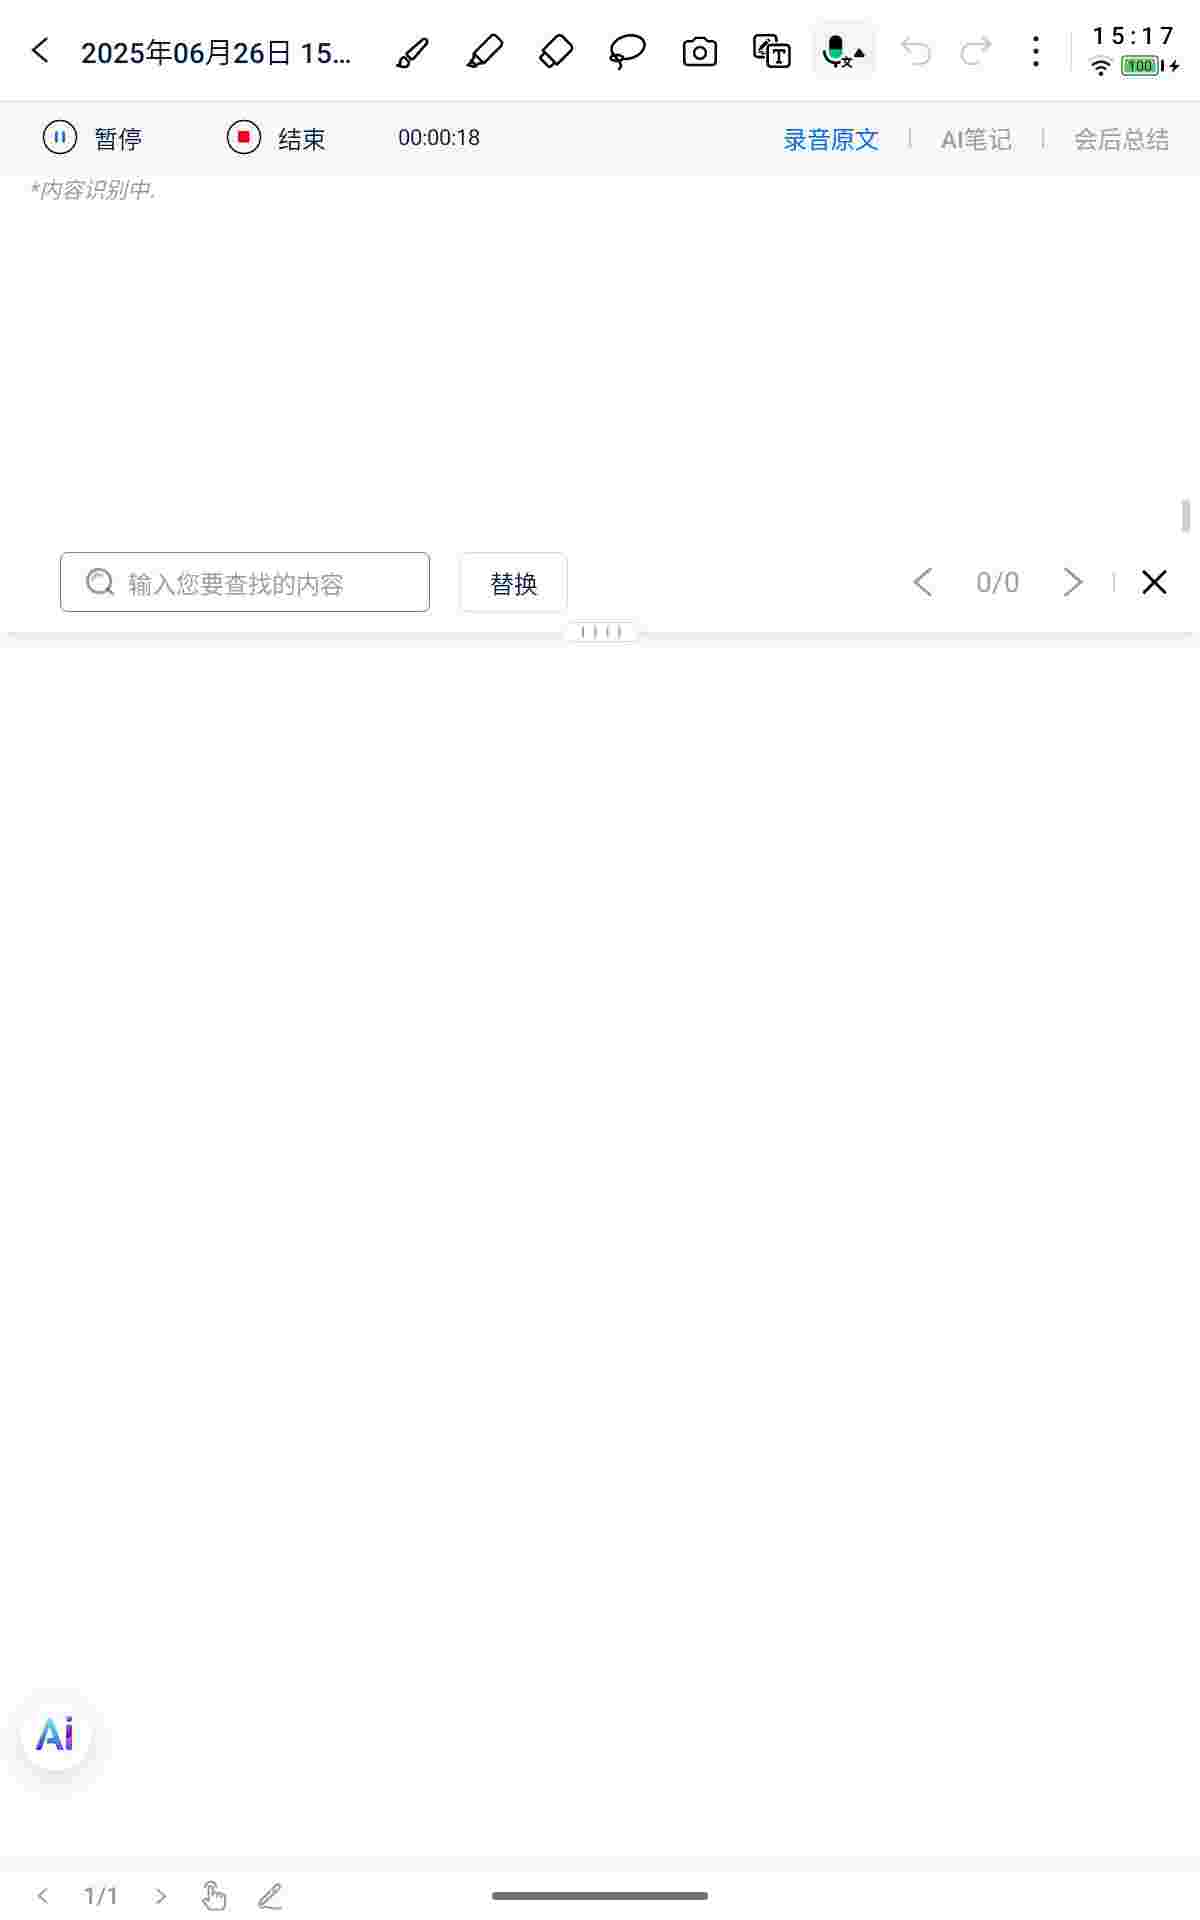 2025年06月26日 15...
15:17
100
暂停 结束 00:00:18 录音原文 AI笔记 会后总结
*内容识别中.
输入您要查找的内容 替换 0/0
Ai
1/1